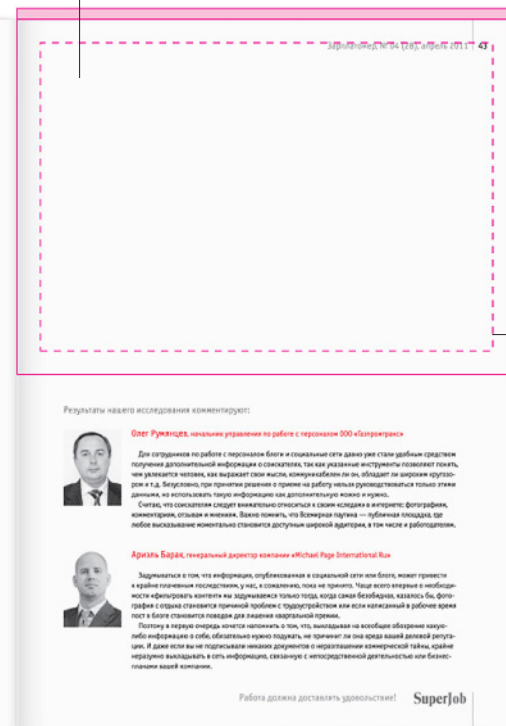 Зарплатомер, № 04 (28), апрель 2011 43
Результаты нашего исследования комментируют:
Олег Румянцев, начальник управления по работе с персоналом ООО «Газпромтранс»
Для сотрудников по работе с персоналом блоги и социальные сети давно уже стали удобным средством
получения дополнительной информации о соискателях, так как указанные инструменты позволяют понять,
чем увлекается человек, как выражает свои мысли, коммуникабелен ли он, обладает ли широким кругозо-
ром и т.д. Безусловно, при принятии решения о приеме на работу нельзя руководствоваться только этими
данными, но использовать такую информацию как дополнительную можно и нужно.
Считаю, что соискателям следует внимательно относиться к своим «следам» в интернете: фотографиям,
комментариям, отзывам и мнениям. Важно помнить, что Всемирная паутина — публичная площадка, где
любое высказывание моментально становится доступным широкой аудитории, в том числе и работодателям.
Ариэль Барак, генеральный директор компании «Michael Page International Ru»
Задумываться о том, что информация, опубликованная в социальной сети или блоге, может привести
к крайне плачевным последствиям, у нас, к сожалению, пока не принято. Чаще всего впервые о необходи-
мости «фильтровать контент» мы задумываемся только тогда, когда самая безобидная, казалось бы, фото-
графия с отдыха становится причиной проблем с трудоустройством или если написанный в рабочее время
пост в блоге становится поводом для лишения квартальной премии.
Поэтому в первую очередь хочется напомнить о том, что, выкладывая на всеобщее обозрение какую-
либо информацию о себе, обязательно нужно подумать, не причинит ли она вреда вашей деловой репута-
ции. И даже если вы не подписывали никаких документов о неразглашении коммерческой тайны, крайне
неразумно выкладывать в сеть информацию, связанную с непосредственной деятельностью или бизнес-
планами вашей компании.
Работа должна доставлять удовольствие! SuperJob